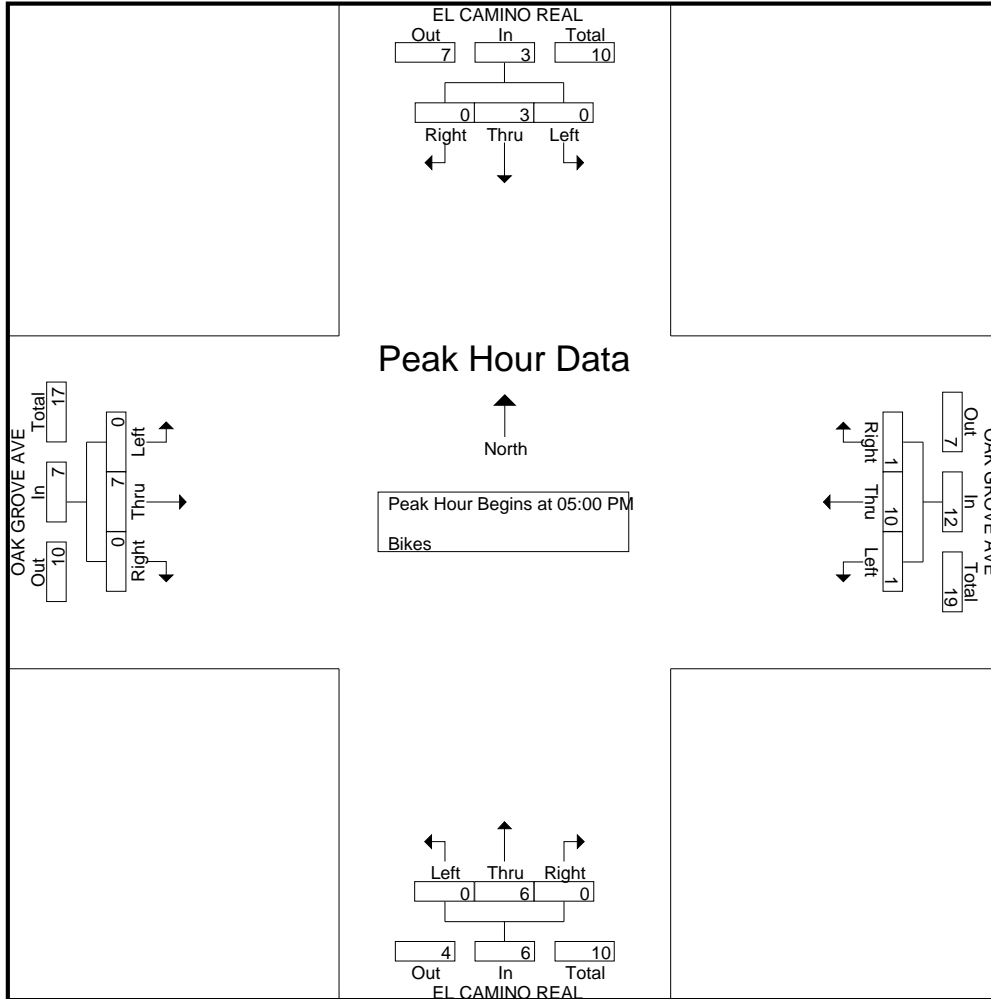 EL CAMINO REAL
Out In Total
7 3 10
0 3 0
Right Thru Left
Peak Hour Data
North
Peak Hour Begins at 05:00 PM
Bikes
OAK GROVE AVE
Total In Out
17 7 10
0 7 0
Left Thru Right
OAK GROVE AVE
Out In Total
7 12 19
1 10 1
Right Thru Left
Left Thru Right
0 6 0
4 6 10
Out In Total
EL CAMINO REAL